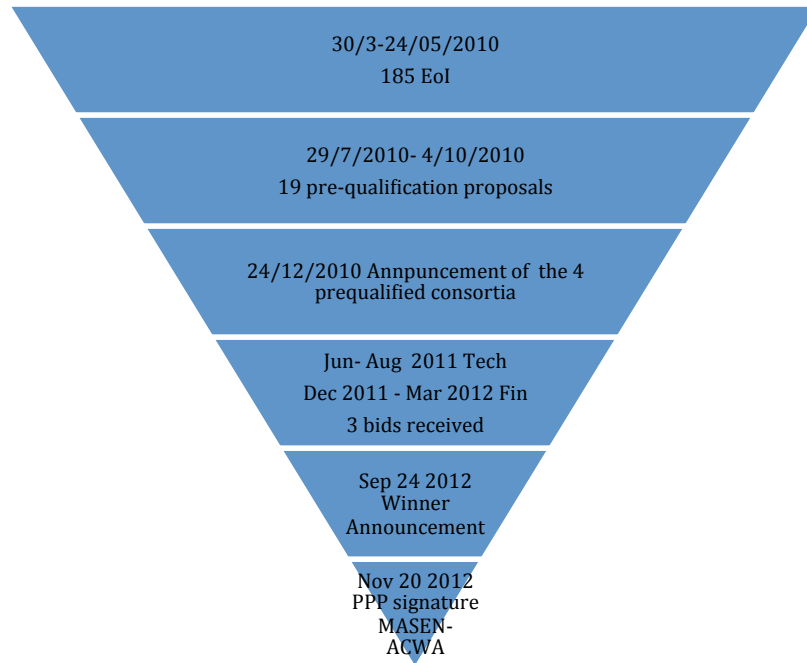 30/3-24/05/2010
185 EoI
29/7/2010- 4/10/2010
19 pre-qualification proposals
24/12/2010 Annpuncement of the 4
prequalified consortia
Jun- Aug 2011 Tech
Dec 2011 - Mar 2012 Fin
3 bids received
Sep 24 2012
Winner
Announcement
Nov 20 2012
PPP signature
MASEN-
ACWA